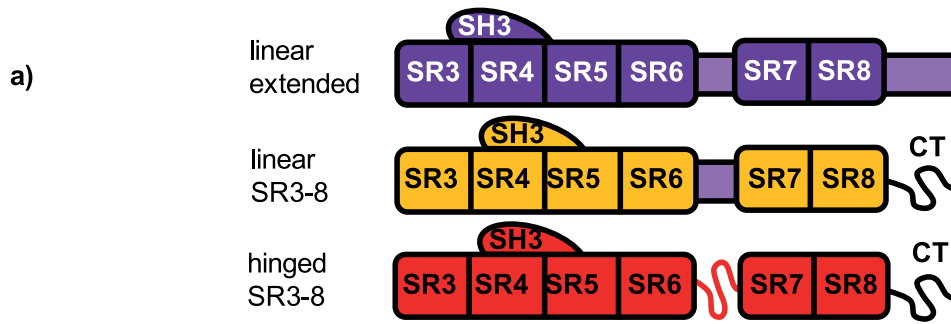 a)
linear
extended
SH3
SR3 SR4 SR5 SR6 SR7 SR8
linear
SR3-8
SH3
SR3 SR4 SR5 SR6 SR7 SR8
CT
hinged
SR3-8
SH3
SR3 SR4 SR5 SR6 SR7 SR8
CT